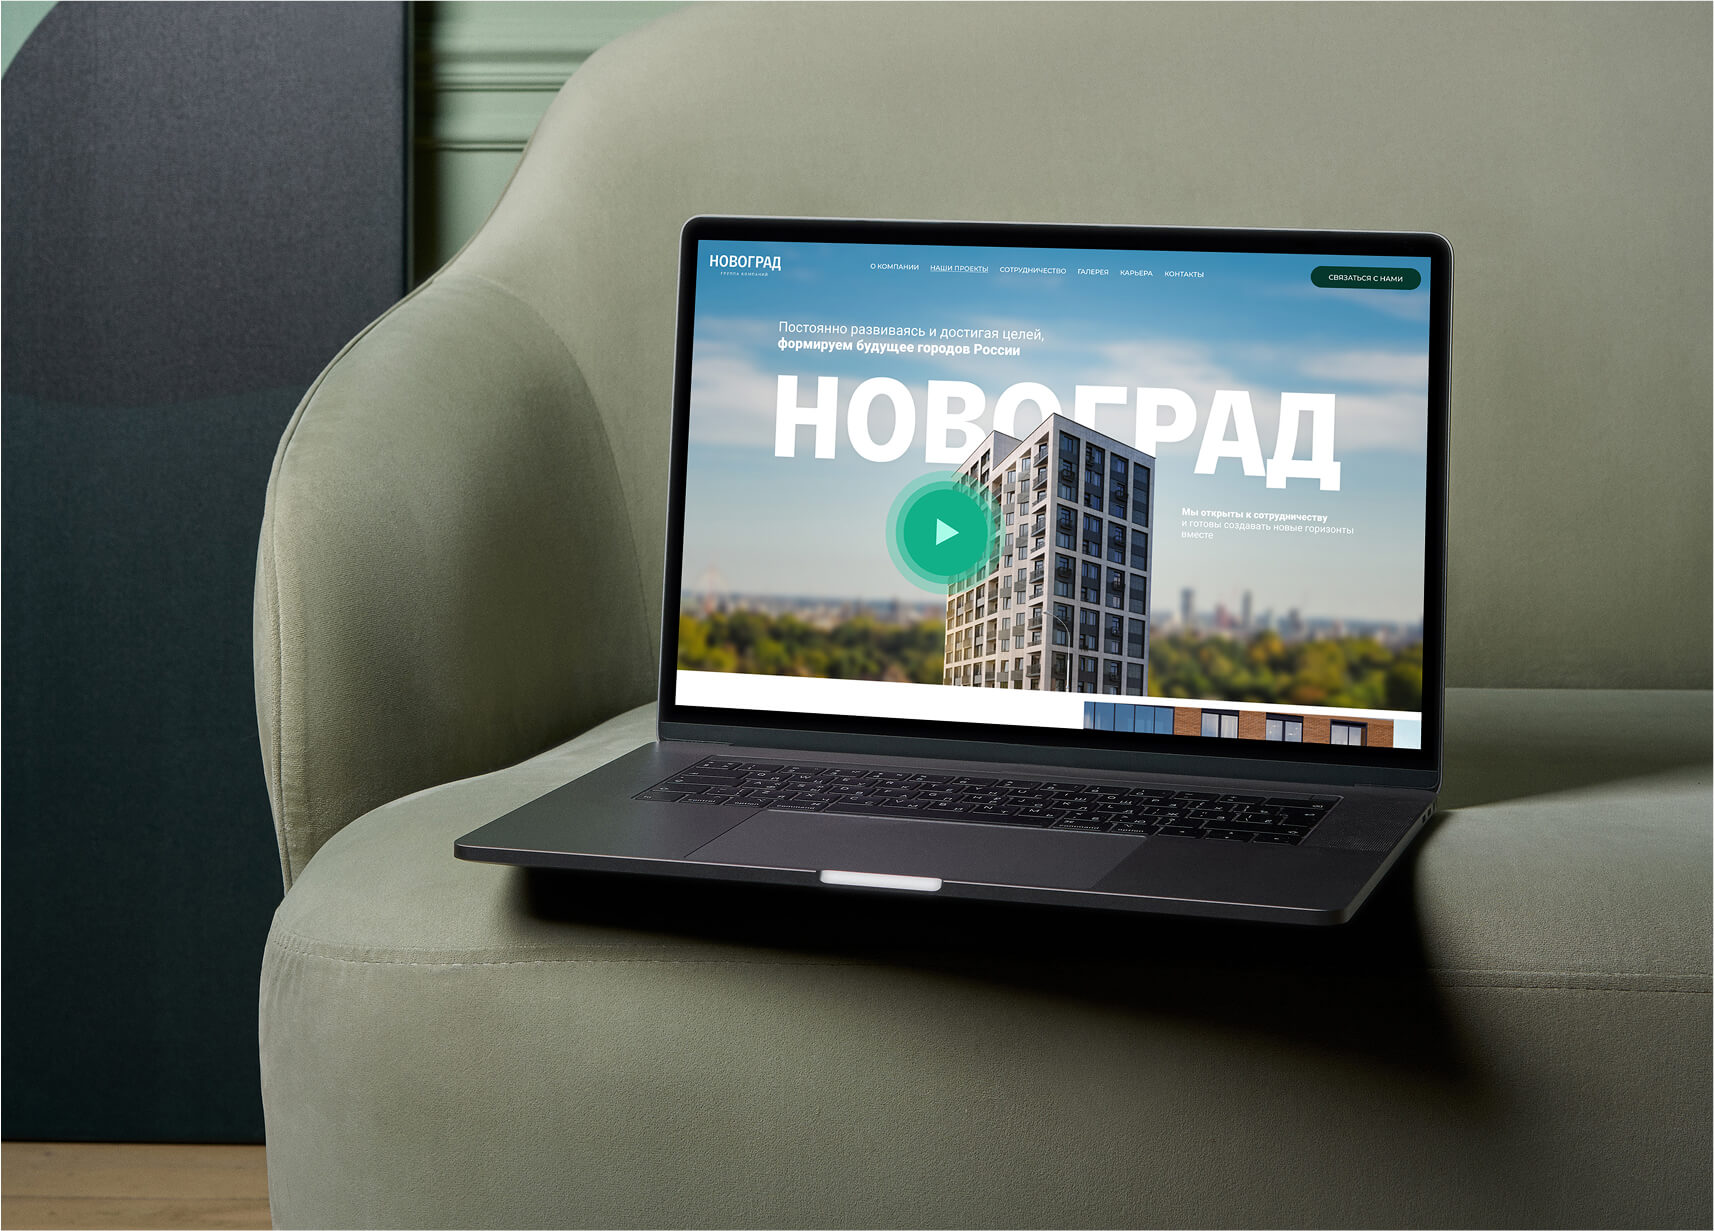 НОВОГРАД
ГРУППА КОМПАНИЙ
О КОМПАНИИ НАШИ ПРОЕКТЫ СОТРУДНИЧЕСТВО ГАЛЕРЕЯ КАРЬЕРА КОНТАКТЫ
СВЯЗАТЬСЯ С НАМИ
Постоянно развиваясь и достигая целей,
формируем будущее городов России
НОВОГРАД
Мы открыты к сотрудничеству
и готовы создавать новые горизонты
вместе